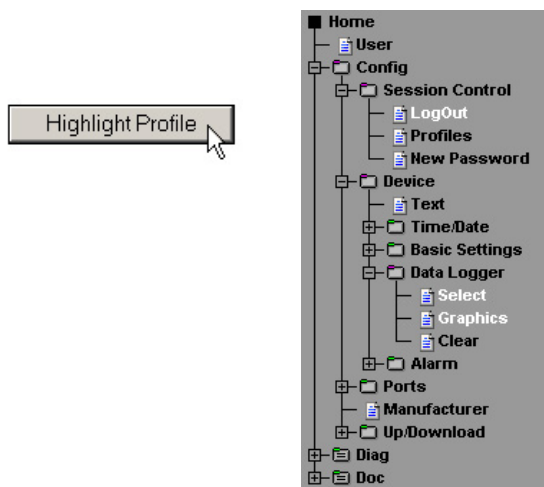 Highlight Profile
Home
User
Config
Session Control
LogOut
Profiles
New Password
Device
Text
Time/Date
Basic Settings
Data Logger
Select
Graphics
Clear
Alarm
Ports
Manufacturer
Up/Download
Diag
Doc